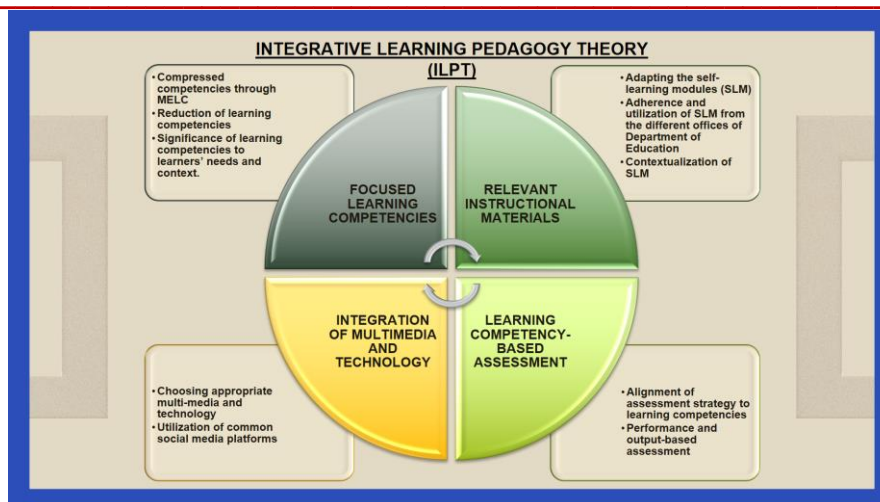 INTEGRATIVE LEARNING PEDAGOGY THEORY
(ILPT)
• Compressed
competencies through
MELC
• Reduction of learning
competencies
• Significance of learning
competencies to
learners' needs and
context.
• Adapting the self-
learning modules (SLM)
• Adherence and
utilization of SLM from
the different offices of
Department of
Education
• Contextualization of
SLM
FOCUSED
LEARNING
COMPETENCIES
RELEVANT
INSTRUCTIONAL
MATERIALS
INTEGRATION
OF MULTIMEDIA
AND
TECHNOLOGY
LEARNING
COMPETENCY-
BASED
ASSESSMENT
• Choosing appropriate
multi-media and
technology
• Utilization of common
social media platforms
• Alignment of
assessment strategy to
learning competencies
• Performance and
output-based
assessment